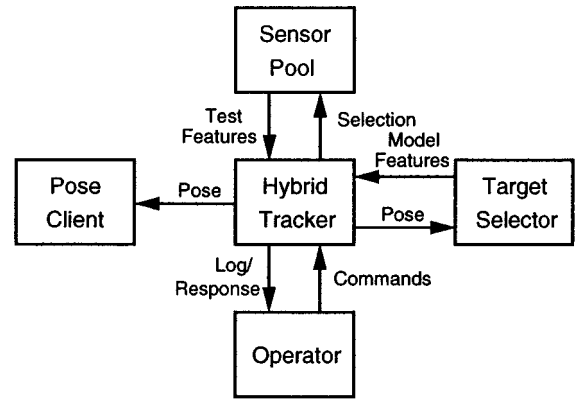 Sensor
Pool
Test
Features
Selection
Model
Features
Pose
Client
Pose
Hybrid
Tracker
Pose
Target
Selector
Log/
Response
Commands
Operator